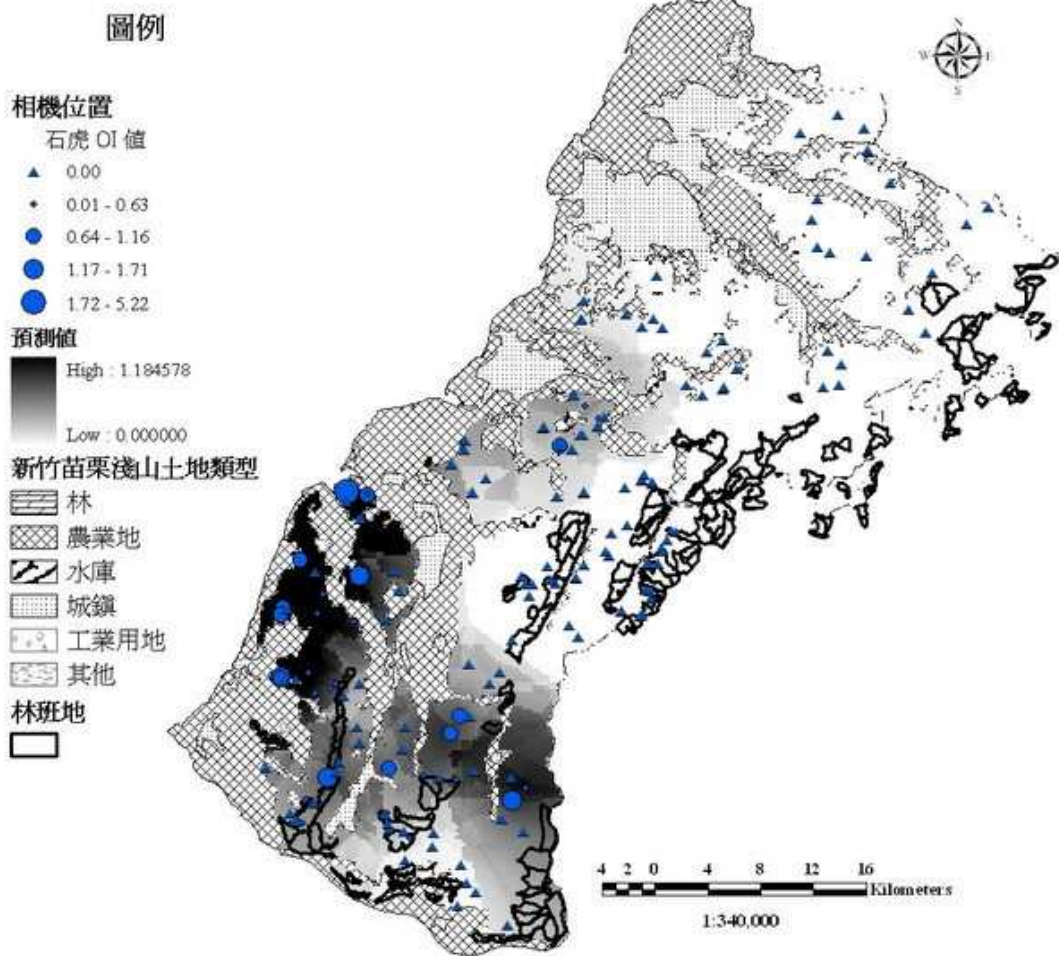 圖例
相機位置
石虎 OI 值
0.00
0.01 - 0.63
0.64 - 1.16
1.17 - 1.71
1.72 - 5.22
預測值
High : 1.184578
Low : 0.000000
新竹苗栗淺山土地類型
林
農業地
水庫
城鎮
工業用地
其他
林班地
N
W E
S
4 2 0 4 8 12 16
Kilometers
1:340,000